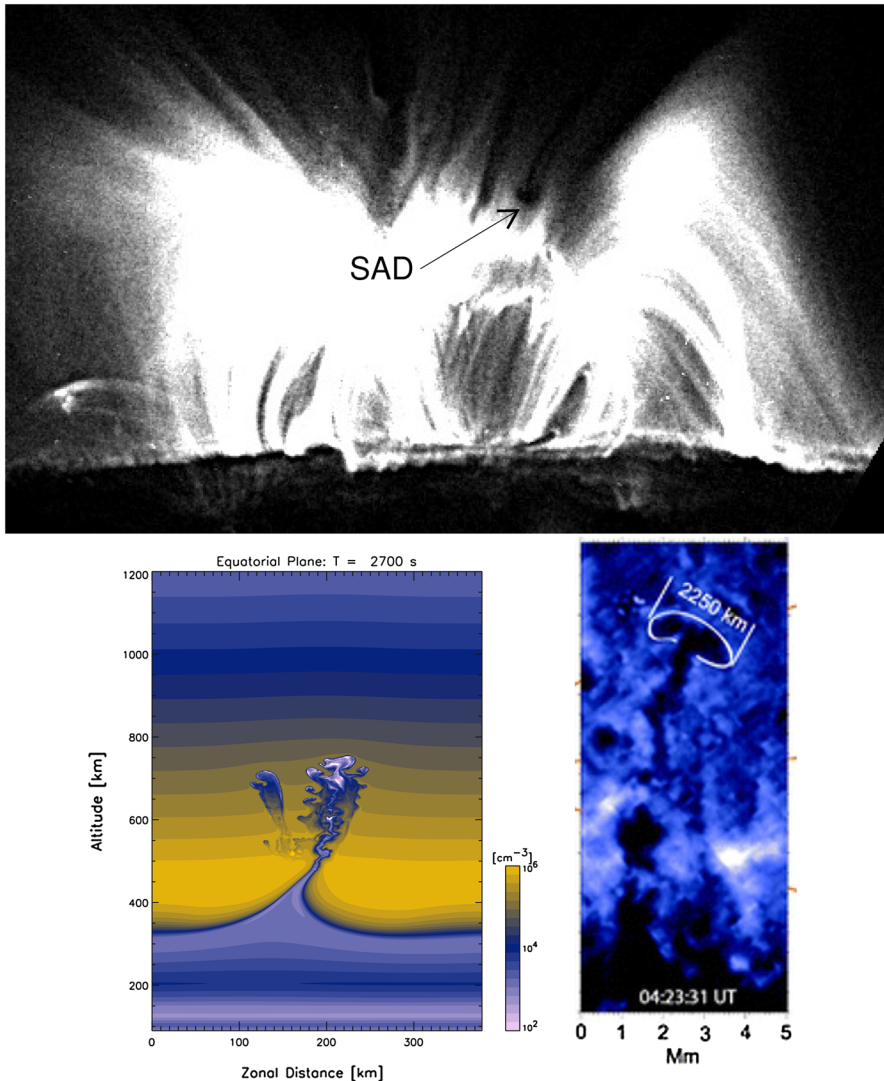 SAD
Equatorial Plane: T = 2700 s
1200
1000
800
600
400
200
Altitude [km]
0
100
200
300
Zonal Distance [km]
[cm⁻³]
10⁶
10⁴
10²
2250 km
04:23:31 UT
0 1 2 3 4 5
Mm